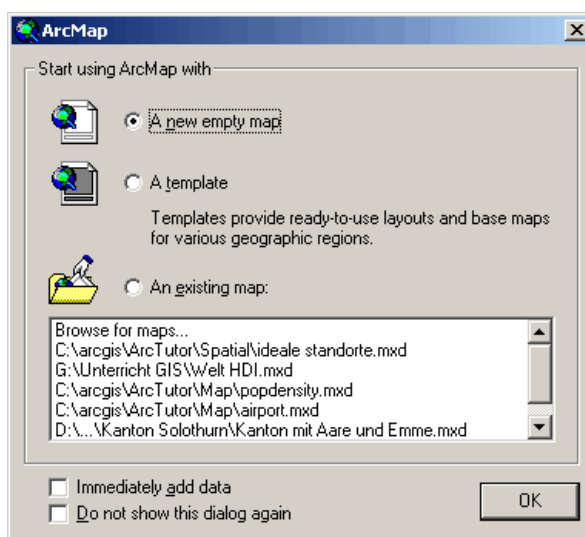 ArcMap
Start using ArcMap with
A new empty map
A template
Templates provide ready-to-use layouts and base maps
for various geographic regions.
An existing map:
Browse for maps...
C:\arcgis\ArcTutor\Spatial\ideale standorte.mxd
G:\Unterricht GIS\Welt HDI.mxd
C:\arcgis\ArcTutor\Map\popdensity.mxd
C:\arcgis\ArcTutor\Map\airport.mxd
D:\...\Kanton Solothurn\Kanton mit Aare und Emme.mxd
Immediately add data
Do not show this dialog again
OK